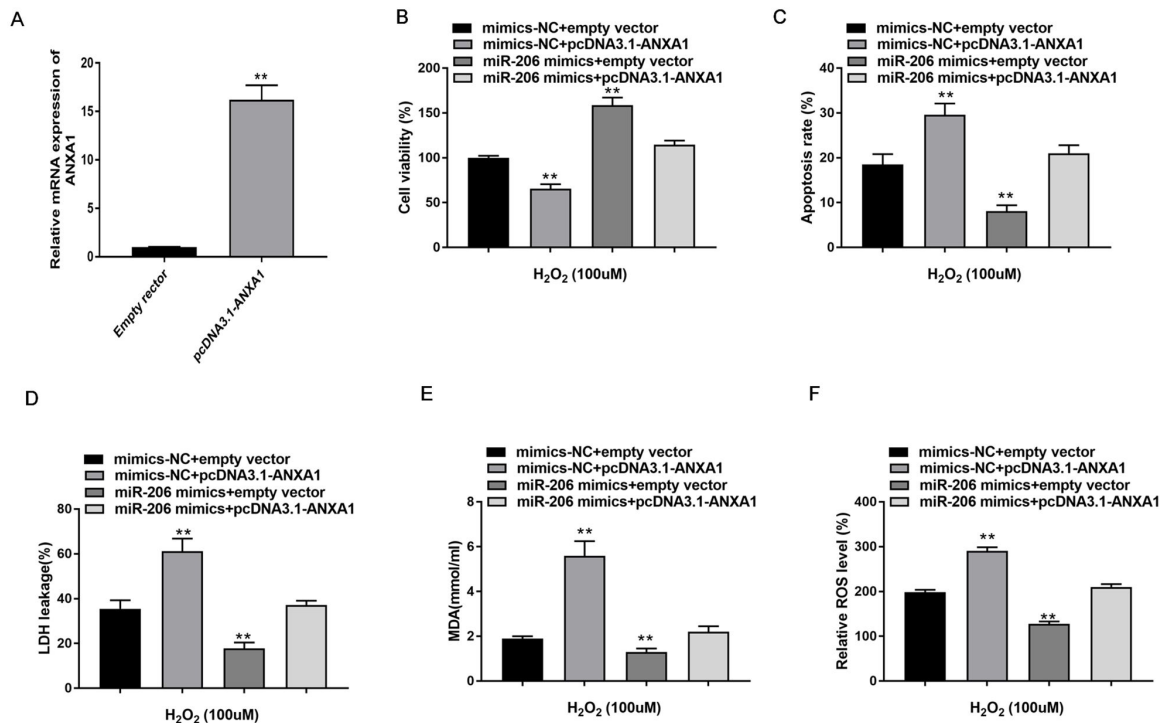 A
Relative mRNA expression of
ANXA1
20
15
10
5
0
**
Empty rector
pcDNA3.1-ANXA1
B
mimics-NC+empty vector
mimics-NC+pcDNA3.1-ANXA1
miR-206 mimics+empty vector
miR-206 mimics+pcDNA3.1-ANXA1
Cell viability (%)
200
150
100
50
0
**
**
H₂O₂ (100uM)
C
mimics-NC+empty vector
mimics-NC+pcDNA3.1-ANXA1
miR-206 mimics+empty vector
miR-206 mimics+pcDNA3.1-ANXA1
Apoptosis rate (%)
40
30
20
10
0
**
**
H₂O₂ (100uM)
D
mimics-NC+empty vector
mimics-NC+pcDNA3.1-ANXA1
miR-206 mimics+empty vector
miR-206 mimics+pcDNA3.1-ANXA1
LDH leakage(%)
80
60
40
20
0
**
**
H₂O₂ (100uM)
E
mimics-NC+empty vector
mimics-NC+pcDNA3.1-ANXA1
miR-206 mimics+empty vector
miR-206 mimics+pcDNA3.1-ANXA1
MDA(mmol/ml)
8
6
4
2
0
**
**
H₂O₂ (100uM)
F
mimics-NC+empty vector
mimics-NC+pcDNA3.1-ANXA1
miR-206 mimics+empty vector
miR-206 mimics+pcDNA3.1-ANXA1
Relative ROS level (%)
400
300
200
100
0
**
**
H₂O₂ (100uM)